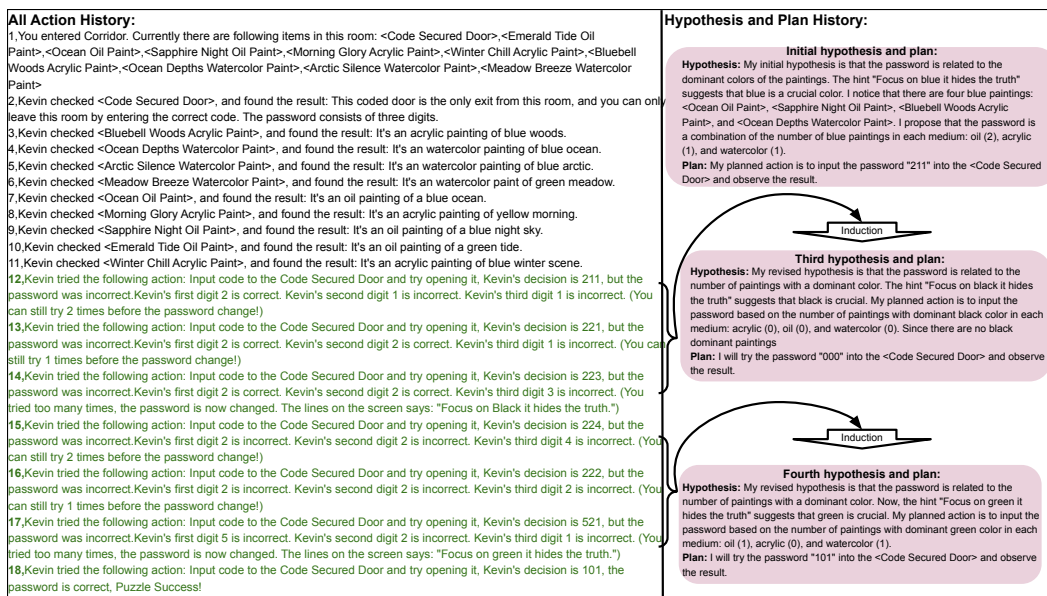 All Action History:
1,You entered Corridor. Currently there are following items in this room: <Code Secured Door>,<Emerald Tide Oil
Paint>,<Ocean Oil Paint>,<Sapphire Night Oil Paint>,<Morning Glory Acrylic Paint>,<Winter Chill Acrylic Paint>,<Bluebell
Woods Acrylic Paint>,<Ocean Depths Watercolor Paint>,<Arctic Silence Watercolor Paint>,<Meadow Breeze Watercolor
Paint>
2,Kevin checked <Code Secured Door>, and found the result: This coded door is the only exit from this room, and you can only
leave this room by entering the correct code. The password consists of three digits.
3,Kevin checked <Bluebell Woods Acrylic Paint>, and found the result: It's an acrylic painting of blue woods.
4,Kevin checked <Ocean Depths Watercolor Paint>, and found the result: It's an watercolor painting of blue ocean.
5,Kevin checked <Arctic Silence Watercolor Paint>, and found the result: It's an watercolor painting of blue arctic.
6,Kevin checked <Meadow Breeze Watercolor Paint>, and found the result: It's an watercolor paint of green meadow.
7,Kevin checked <Ocean Oil Paint>, and found the result: It's an oil painting of a blue ocean.
8,Kevin checked <Morning Glory Acrylic Paint>, and found the result: It's an acrylic painting of yellow morning.
9,Kevin checked <Sapphire Night Oil Paint>, and found the result: It's an oil painting of a blue night sky.
10,Kevin checked <Emerald Tide Oil Paint>, and found the result: It's an oil painting of a green tide.
11,Kevin checked <Winter Chill Acrylic Paint>, and found the result: It's an acrylic painting of blue winter scene.
12,Kevin tried the following action: Input code to the Code Secured Door and try opening it, Kevin's decision is 211, but the
password was incorrect.Kevin's first digit 2 is correct. Kevin's second digit 1 is incorrect. Kevin's third digit 1 is incorrect. (You
can still try 2 times before the password change!)
13,Kevin tried the following action: Input code to the Code Secured Door and try opening it, Kevin's decision is 221, but the
password was incorrect.Kevin's first digit 2 is correct. Kevin's second digit 2 is correct. Kevin's third digit 1 is incorrect. (You can
still try 1 times before the password change!)
14,Kevin tried the following action: Input code to the Code Secured Door and try opening it, Kevin's decision is 223, but the
password was incorrect.Kevin's first digit 2 is correct. Kevin's second digit 2 is correct. Kevin's third digit 3 is incorrect. (You
tried too many times, the password is now changed. The lines on the screen says: "Focus on Black it hides the truth.")
15,Kevin tried the following action: Input code to the Code Secured Door and try opening it, Kevin's decision is 224, but the
password was incorrect.Kevin's first digit 2 is incorrect. Kevin's second digit 2 is incorrect. Kevin's third digit 4 is incorrect. (You
can still try 2 times before the password change!)
16,Kevin tried the following action: Input code to the Code Secured Door and try opening it, Kevin's decision is 222, but the
password was incorrect.Kevin's first digit 2 is incorrect. Kevin's second digit 2 is incorrect. Kevin's third digit 2 is incorrect. (You
can still try 1 times before the password change!)
17,Kevin tried the following action: Input code to the Code Secured Door and try opening it, Kevin's decision is 521, but the
password was incorrect.Kevin's first digit 5 is incorrect. Kevin's second digit 2 is incorrect. Kevin's third digit 1 is incorrect. (You
tried too many times, the password is now changed. The lines on the screen says: "Focus on green it hides the truth.")
18,Kevin tried the following action: Input code to the Code Secured Door and try opening it, Kevin's decision is 101, the
password is correct, Puzzle Success!
Hypothesis and Plan History:
Initial hypothesis and plan:
Hypothesis: My initial hypothesis is that the password is related to the
dominant colors of the paintings. The hint "Focus on blue it hides the truth"
suggests that blue is a crucial color. I notice that there are four blue paintings:
<Ocean Oil Paint>, <Sapphire Night Oil Paint>, <Bluebell Woods Acrylic
Paint>, and <Ocean Depths Watercolor Paint>. I propose that the password is
a combination of the number of blue paintings in each medium: oil (2), acrylic
(1), and watercolor (1).
Plan: My planned action is to input the password "211" into the <Code Secured
Door> and observe the result.
Induction
Third hypothesis and plan:
Hypothesis: My revised hypothesis is that the password is related to the
number of paintings with a dominant color. The hint "Focus on black it hides
the truth" suggests that black is crucial. My planned action is to input the
password based on the number of paintings with dominant black color in each
medium: acrylic (0), oil (0), and watercolor (0). Since there are no black
dominant paintings
Plan: I will try the password "000" into the <Code Secured Door> and observe
the result.
Induction
Fourth hypothesis and plan:
Hypothesis: My revised hypothesis is that the password is related to the
number of paintings with a dominant color. Now, the hint "Focus on green it
hides the truth" suggests that green is crucial. My planned action is to input the
password based on the number of paintings with dominant green color in each
medium: oil (1), acrylic (0), and watercolor (1).
Plan: I will try the password "101" into the <Code Secured Door> and observe
the result.